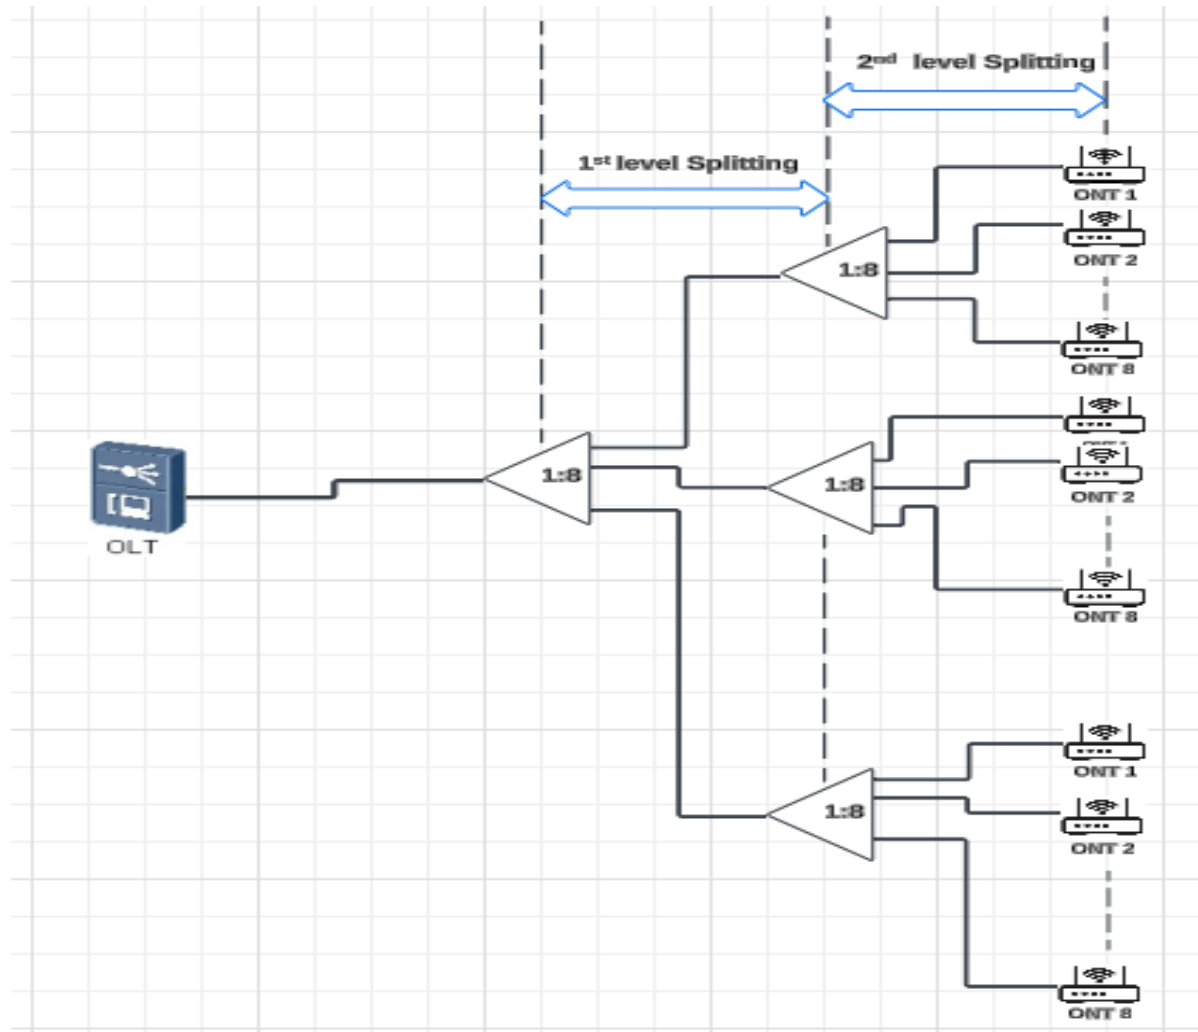 2nd level Splitting
1st level Splitting
ONT 1
ONT 2
1:8
ONT 8
1:8
1:8
ONT 2
OLT
ONT 8
ONT 1
1:8
ONT 2
ONT 8